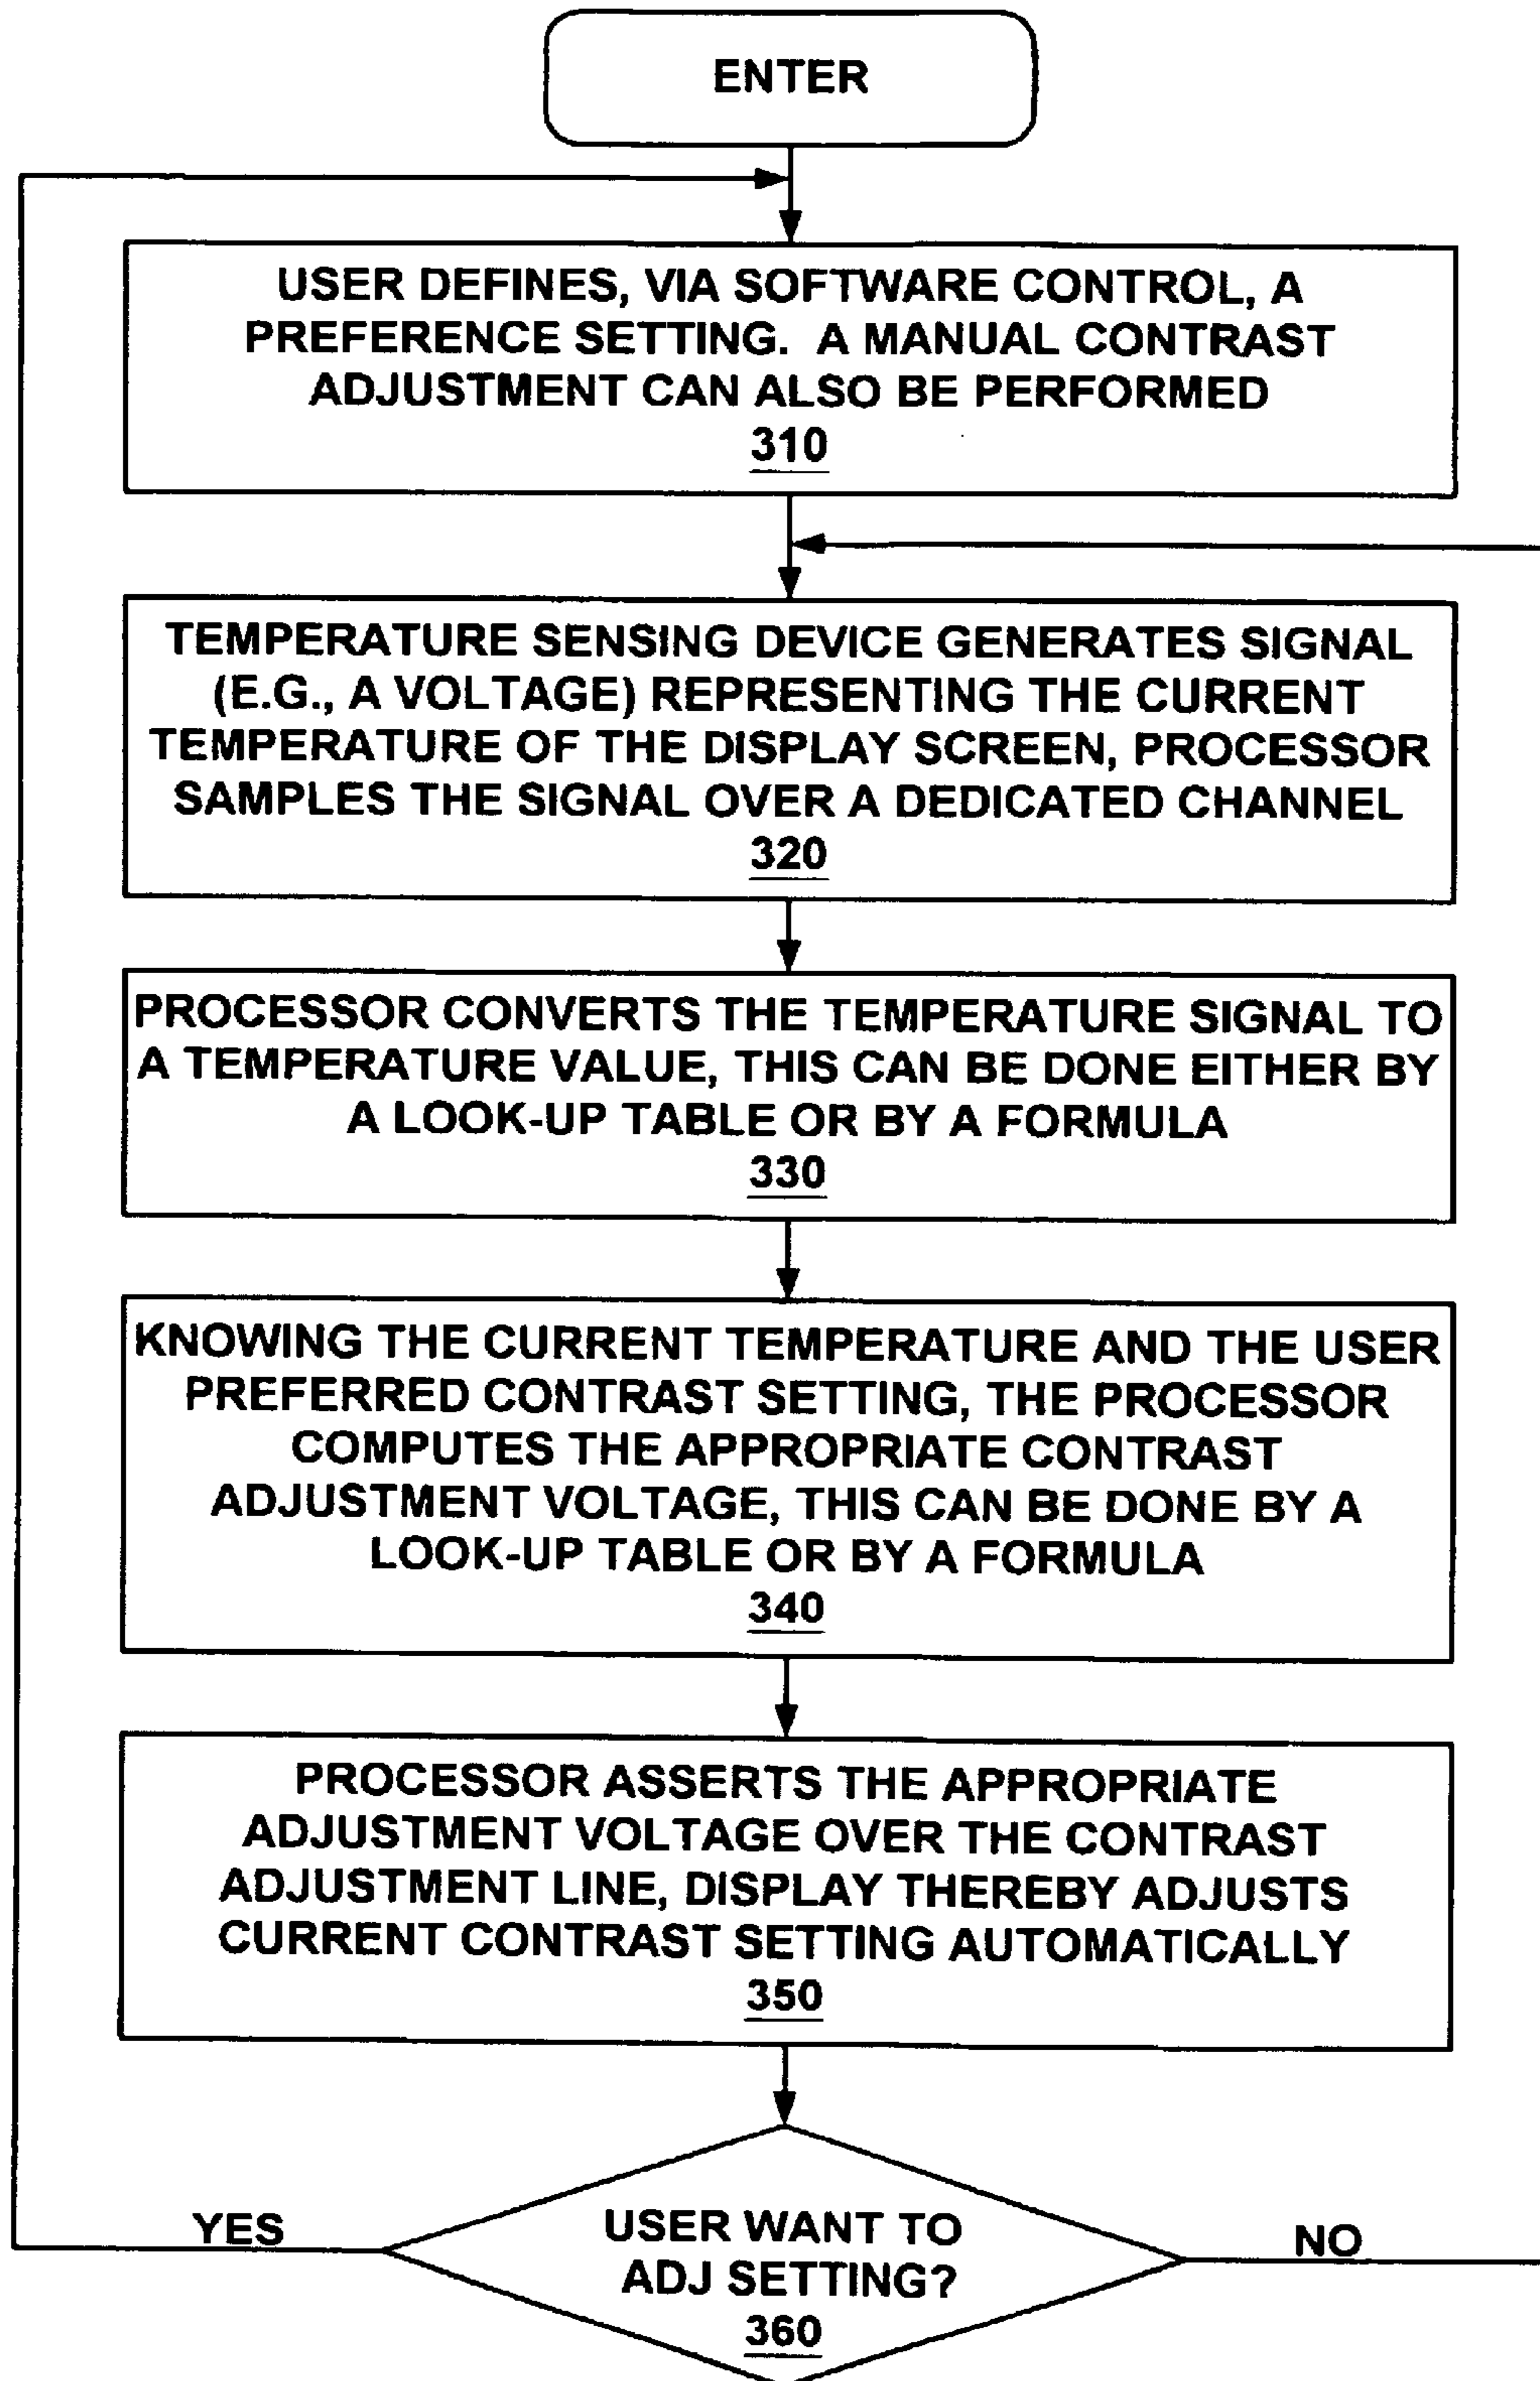 ENTER
USER DEFINES, VIA SOFTWARE CONTROL, A
PREFERENCE SETTING. A MANUAL CONTRAST
ADJUSTMENT CAN ALSO BE PERFORMED
310
TEMPERATURE SENSING DEVICE GENERATES SIGNAL
(E.G., A VOLTAGE) REPRESENTING THE CURRENT
TEMPERATURE OF THE DISPLAY SCREEN, PROCESSOR
SAMPLES THE SIGNAL OVER A DEDICATED CHANNEL
320
PROCESSOR CONVERTS THE TEMPERATURE SIGNAL TO
A TEMPERATURE VALUE, THIS CAN BE DONE EITHER BY
A LOOK-UP TABLE OR BY A FORMULA
330
KNOWING THE CURRENT TEMPERATURE AND THE USER
PREFERRED CONTRAST SETTING, THE PROCESSOR
COMPUTES THE APPROPRIATE CONTRAST
ADJUSTMENT VOLTAGE, THIS CAN BE DONE BY A
LOOK-UP TABLE OR BY A FORMULA
340
PROCESSOR ASSERTS THE APPROPRIATE
ADJUSTMENT VOLTAGE OVER THE CONTRAST
ADJUSTMENT LINE, DISPLAY THEREBY ADJUSTS
CURRENT CONTRAST SETTING AUTOMATICALLY
350
YES
USER WANT TO
ADJ SETTING?
360
NO